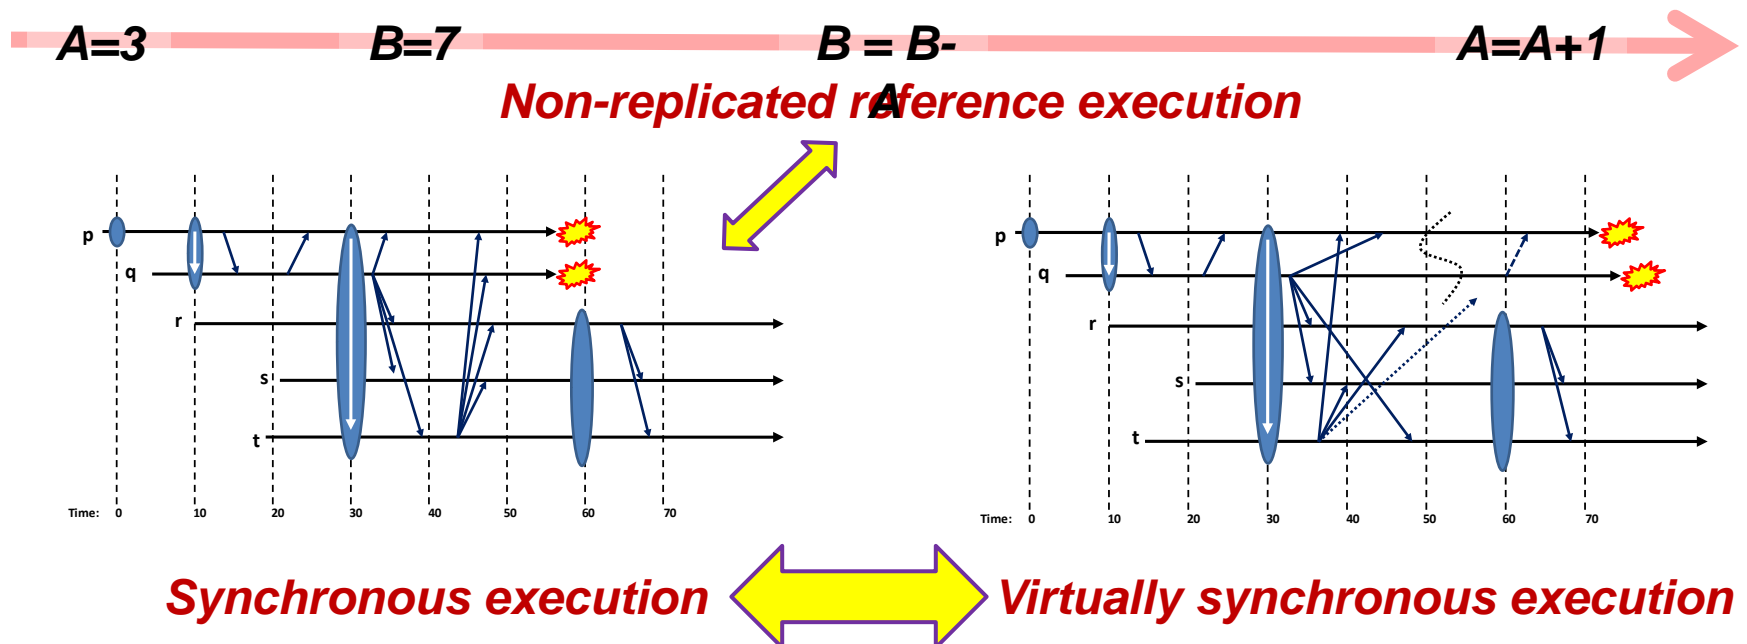 A=3 B=7 B = B- A=A+1
A
Non-replicated reference execution
p
q
r
s
t
Time: 0 10 20 30 40 50 60 70
p
q
r
s
t
Time: 0 10 20 30 40 50 60 70
Synchronous execution Virtually synchronous execution